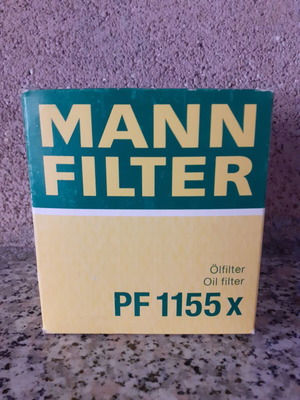 MANN
FILTER
Ölfilter
Oil filter
PF 1155 x